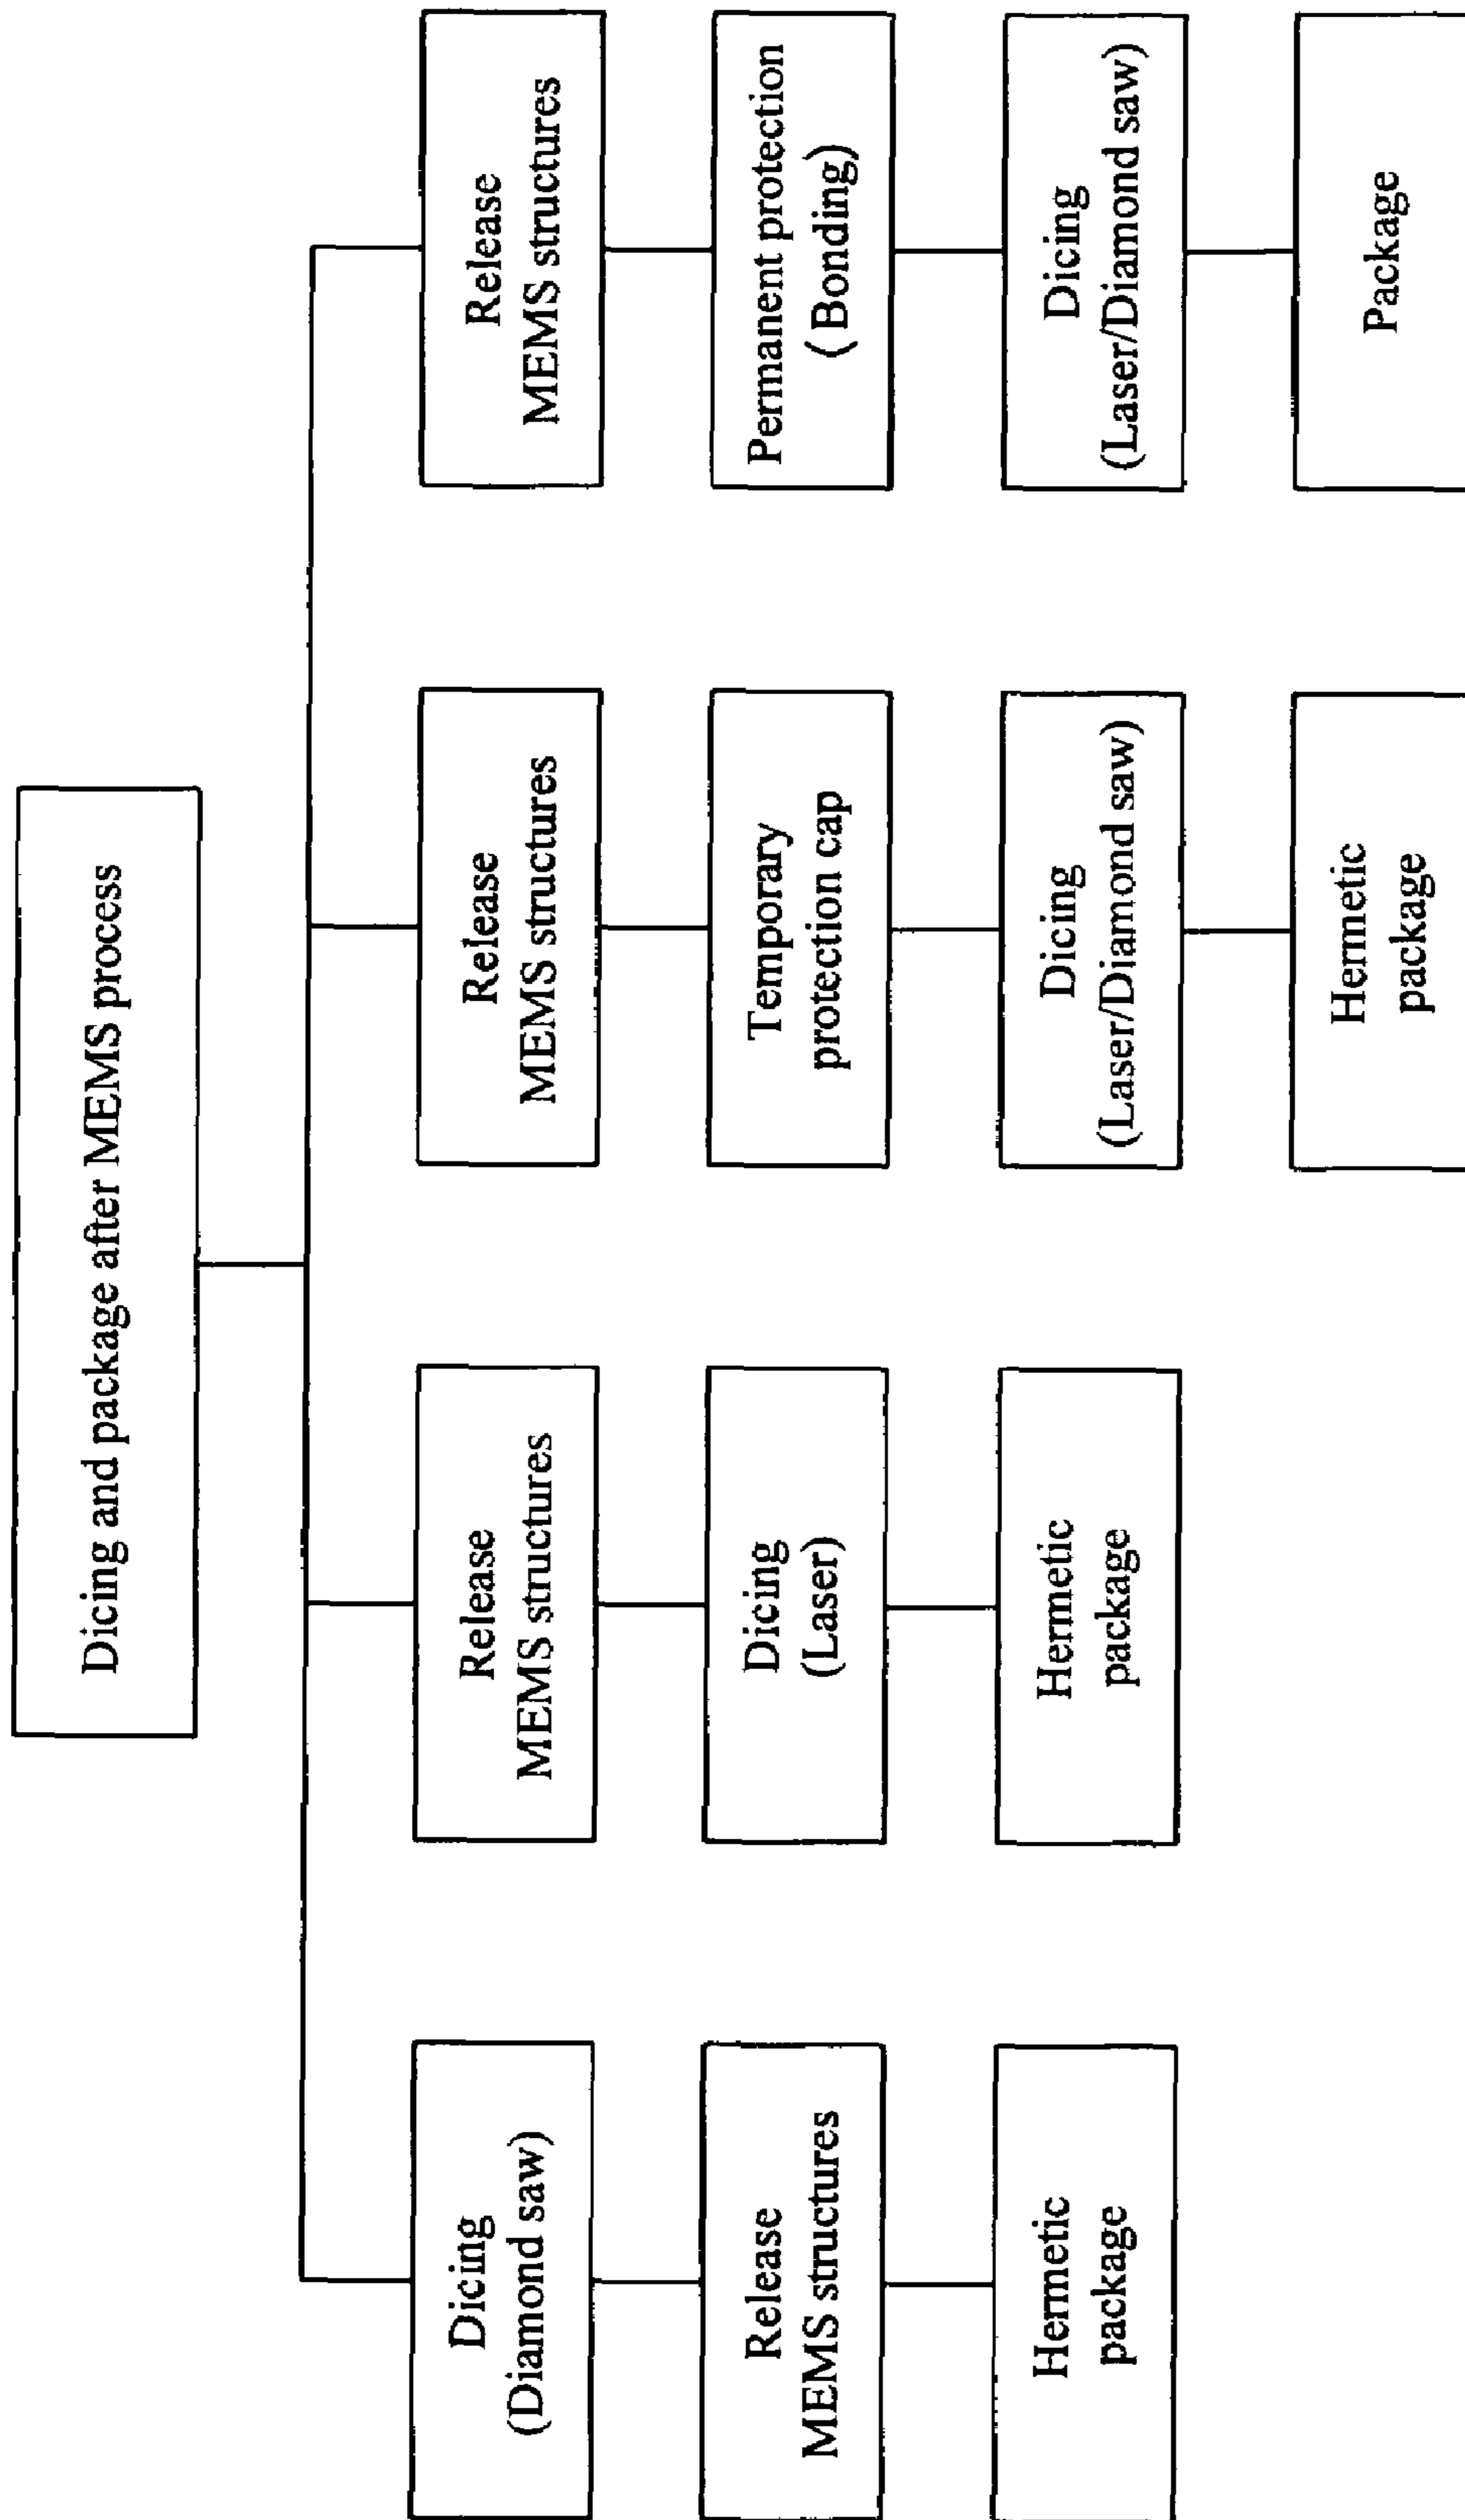 Dicing and package after MEMS process
Dicing
(Diamond saw)
Release
MEMS structures
Hermetic
package
Release
MEMS structures
Dicing
(Laser)
Hermetic
package
Release
MEMS structures
Temporary
protection cap
Dicing
(Laser/Diamond saw)
Hermetic
package
Release
MEMS structures
Permanent protection
( Bonding)
Dicing
(Laser/Diamond saw)
Package